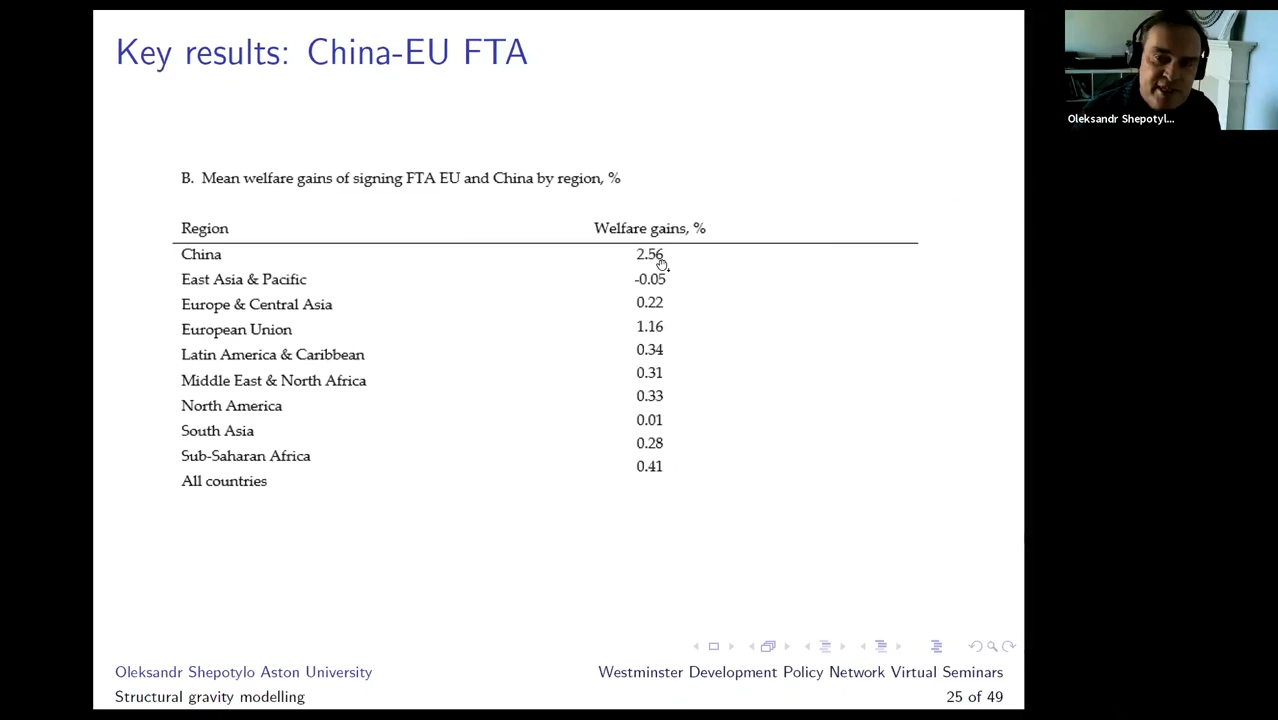 Key results: China-EU FTA
Oleksandr Shepotyl...
B. Mean welfare gains of signing FTA EU and China by region, %
Region Welfare gains, %
China 2.56
East Asia & Pacific -0.05
Europe & Central Asia 0.22
European Union 1.16
Latin America & Caribbean 0.34
Middle East & North Africa 0.31
North America 0.33
South Asia 0.01
Sub-Saharan Africa 0.28
All countries 0.41
Oleksandr Shepotylo Aston University Westminster Development Policy Network Virtual Seminars
Structural gravity modelling 25 of 49